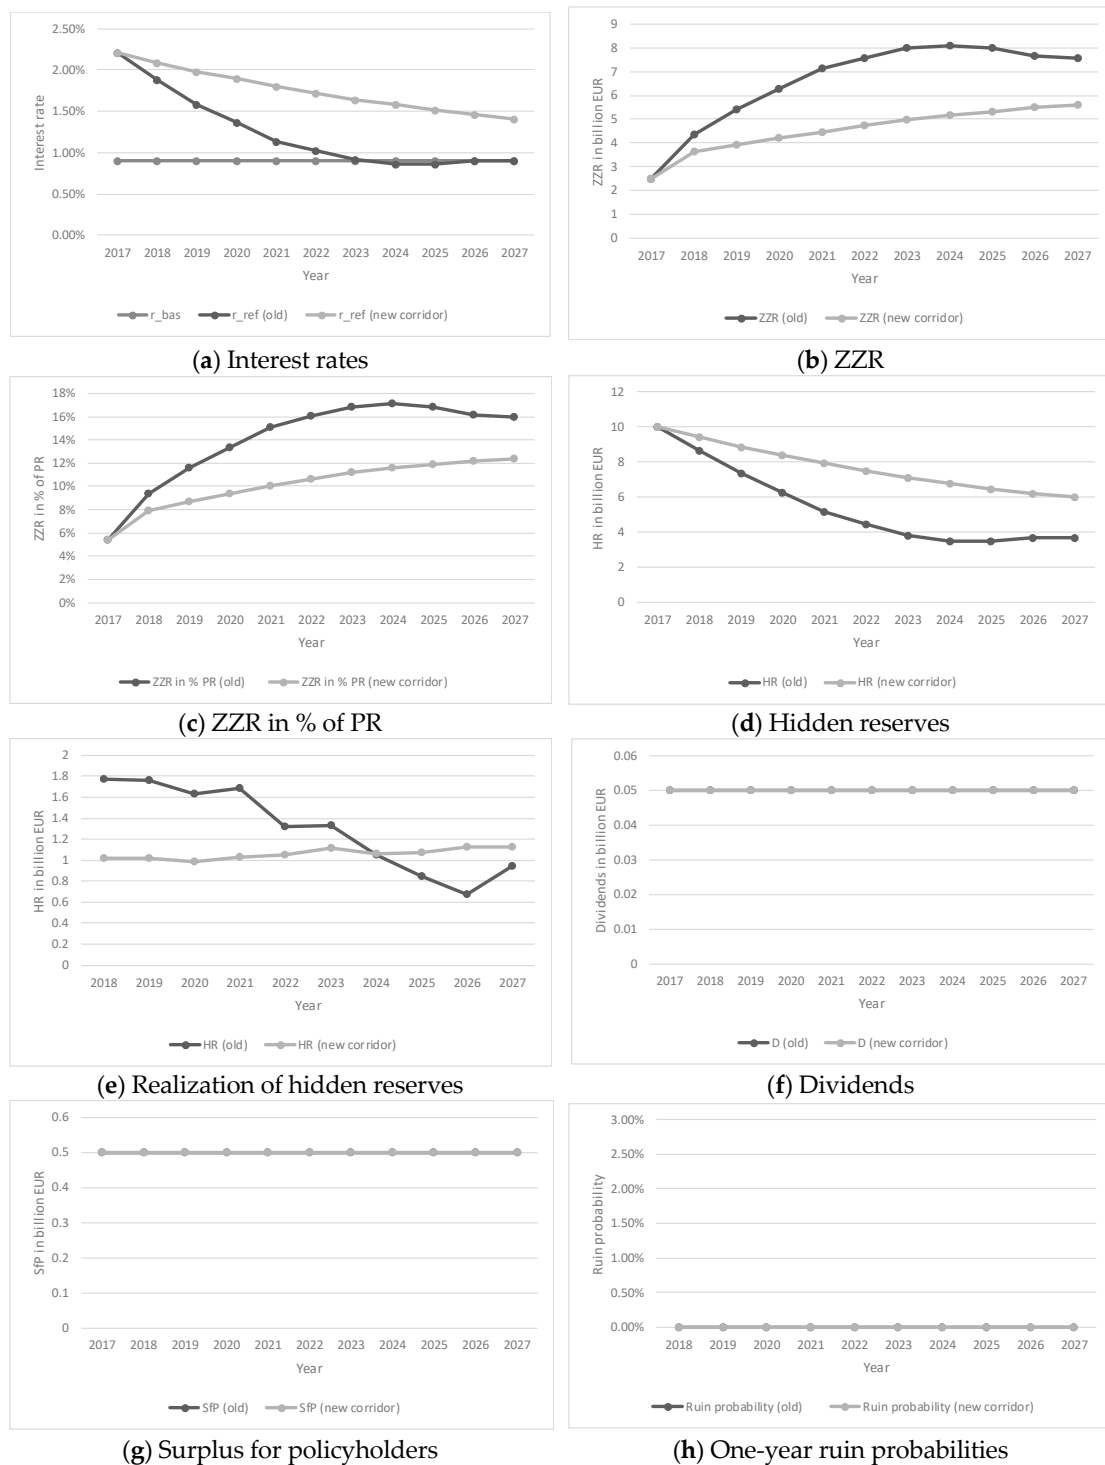 2.50%
2.00%
1.50%
1.00%
0.50%
0.00%
Interest rate
2017 2018 2019 2020 2021 2022 2023 2024 2025 2026 2027
Year
r_bas r_ref (old) r_ref (new corridor)
(a) Interest rates
9
8
7
6
5
4
3
2
1
0
ZZR in billion EUR
2017 2018 2019 2020 2021 2022 2023 2024 2025 2026 2027
Year
ZZR (old) ZZR (new corridor)
(b) ZZR
18%
16%
14%
12%
10%
8%
6%
4%
2%
0%
ZZR in % of PR
2017 2018 2019 2020 2021 2022 2023 2024 2025 2026 2027
Year
ZZR in % PR (old) ZZR in % PR (new corridor)
(c) ZZR in % of PR
12
10
8
6
4
2
0
HR in billion EUR
2017 2018 2019 2020 2021 2022 2023 2024 2025 2026 2027
Year
HR (old) HR (new corridor)
(d) Hidden reserves
2
1.8
1.6
1.4
1.2
1
0.8
0.6
0.4
0.2
0
HR in billion EUR
2018 2019 2020 2021 2022 2023 2024 2025 2026 2027
Year
HR (old) HR (new corridor)
(e) Realization of hidden reserves
0.06
0.05
0.04
0.03
0.02
0.01
0
Dividends in billion EUR
2017 2018 2019 2020 2021 2022 2023 2024 2025 2026 2027
Year
D (old) D (new corridor)
(f) Dividends
0.6
0.5
0.4
0.3
0.2
0.1
0
SfP in billion EUR
2017 2018 2019 2020 2021 2022 2023 2024 2025 2026 2027
Year
SfP (old) SfP (new corridor)
(g) Surplus for policyholders
3.00%
2.50%
2.00%
1.50%
1.00%
0.50%
0.00%
Ruin probability
2018 2019 2020 2021 2022 2023 2024 2025 2026 2027
Year
Ruin probability (old) Ruin probability (new corridor)
(h) One-year ruin probabilities